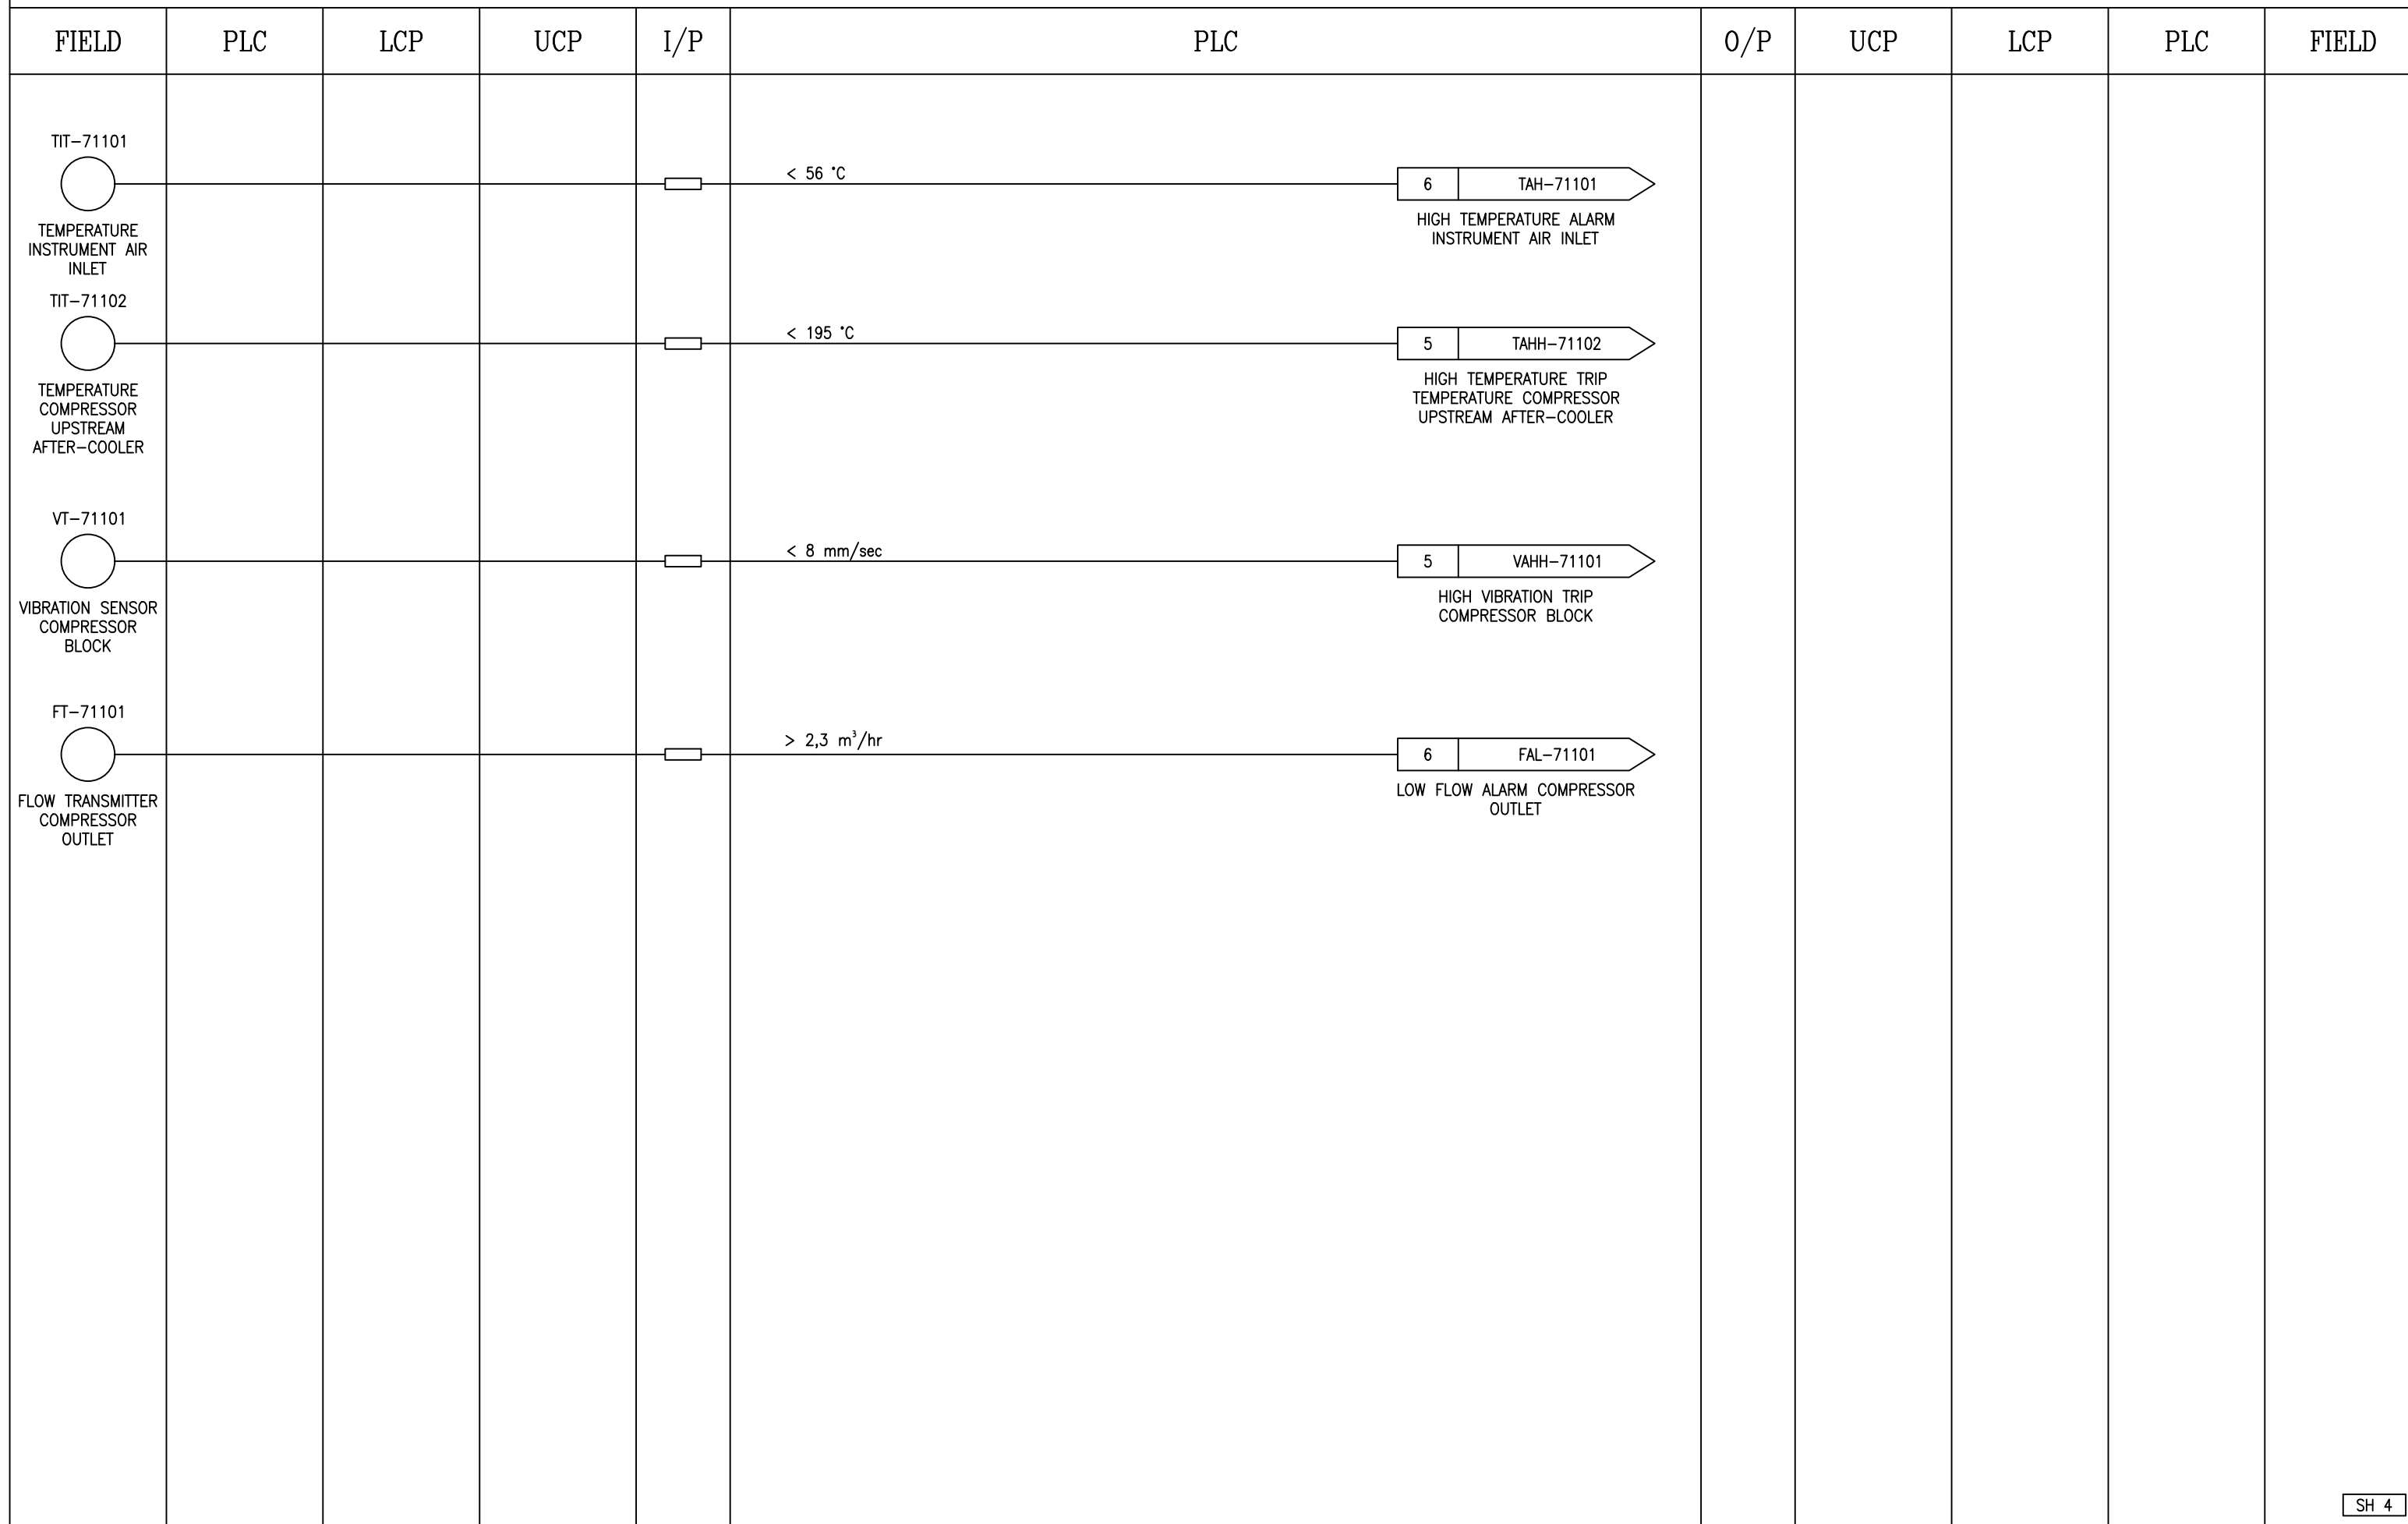 FIELD PLC LCP UCP I/P PLC O/P UCP LCP PLC FIELD
TIT-71101
< 56 °C
6 TAH-71101
TEMPERATURE
INSTRUMENT AIR
INLET
HIGH TEMPERATURE ALARM
INSTRUMENT AIR INLET
TIT-71102
< 195 °C
5 TAHH-71102
TEMPERATURE
COMPRESSOR
UPSTREAM
AFTER-COOLER
HIGH TEMPERATURE TRIP
TEMPERATURE COMPRESSOR
UPSTREAM AFTER-COOLER
VT-71101
< 8 mm/sec
5 VAHH-71101
VIBRATION SENSOR
COMPRESSOR
BLOCK
HIGH VIBRATION TRIP
COMPRESSOR BLOCK
FT-71101
> 2,3 m³/hr
6 FAL-71101
FLOW TRANSMITTER
COMPRESSOR
OUTLET
LOW FLOW ALARM COMPRESSOR
OUTLET
SH 4